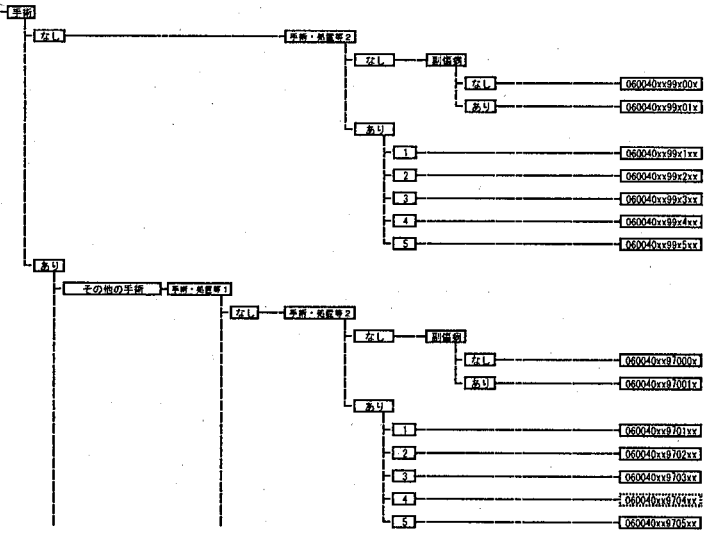 手術
なし 手術・処置等2
なし 副傷病
なし 060040xx99x00x
あり 060040xx99x01x
あり
1 060040xx99x1xx
2 060040xx99x2xx
3 060040xx99x3xx
4 060040xx99x4xx
5 060040xx99x5xx
あり
その他の手術 手術・処置等1
なし 手術・処置等2
なし 副傷病
なし 060040xx97000x
あり 060040xx97001x
あり
1 060040xx9701xx
2 060040xx9702xx
3 060040xx9703xx
4 060040xx9704xx
5 060040xx9705xx